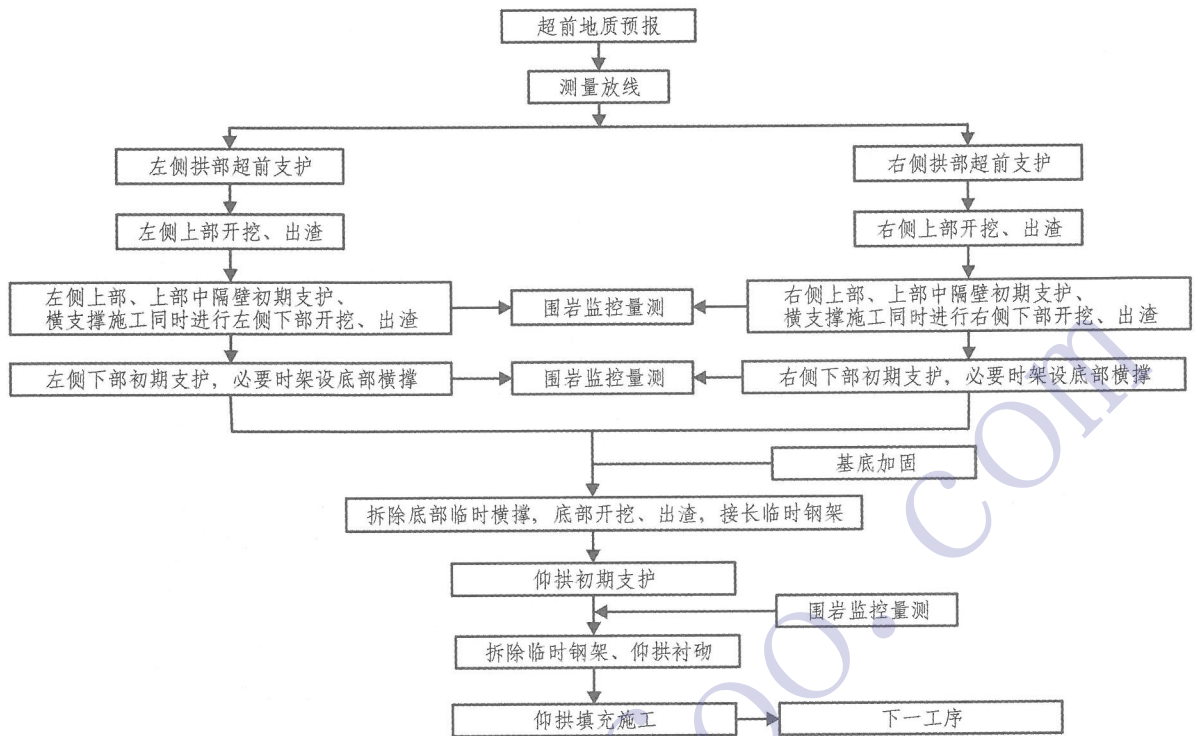 超前地质预报
测量放线
左侧拱部超前支护
右侧拱部超前支护
左侧上部开挖、出渣
右侧上部开挖、出渣
左侧上部、上部中隔壁初期支护、
横支撑施工同时进行左侧下部开挖、出渣
围岩监控量测
右侧上部、上部中隔壁初期支护、
横支撑施工同时进行右侧下部开挖、出渣
左侧下部初期支护，必要时架设底部横撑
围岩监控量测
右侧下部初期支护，必要时架设底部横撑
基底加固
拆除底部临时横撑，底部开挖、出渣，接长临时钢架
仰拱初期支护
围岩监控量测
拆除临时钢架、仰拱衬砌
仰拱填充施工
下一工序